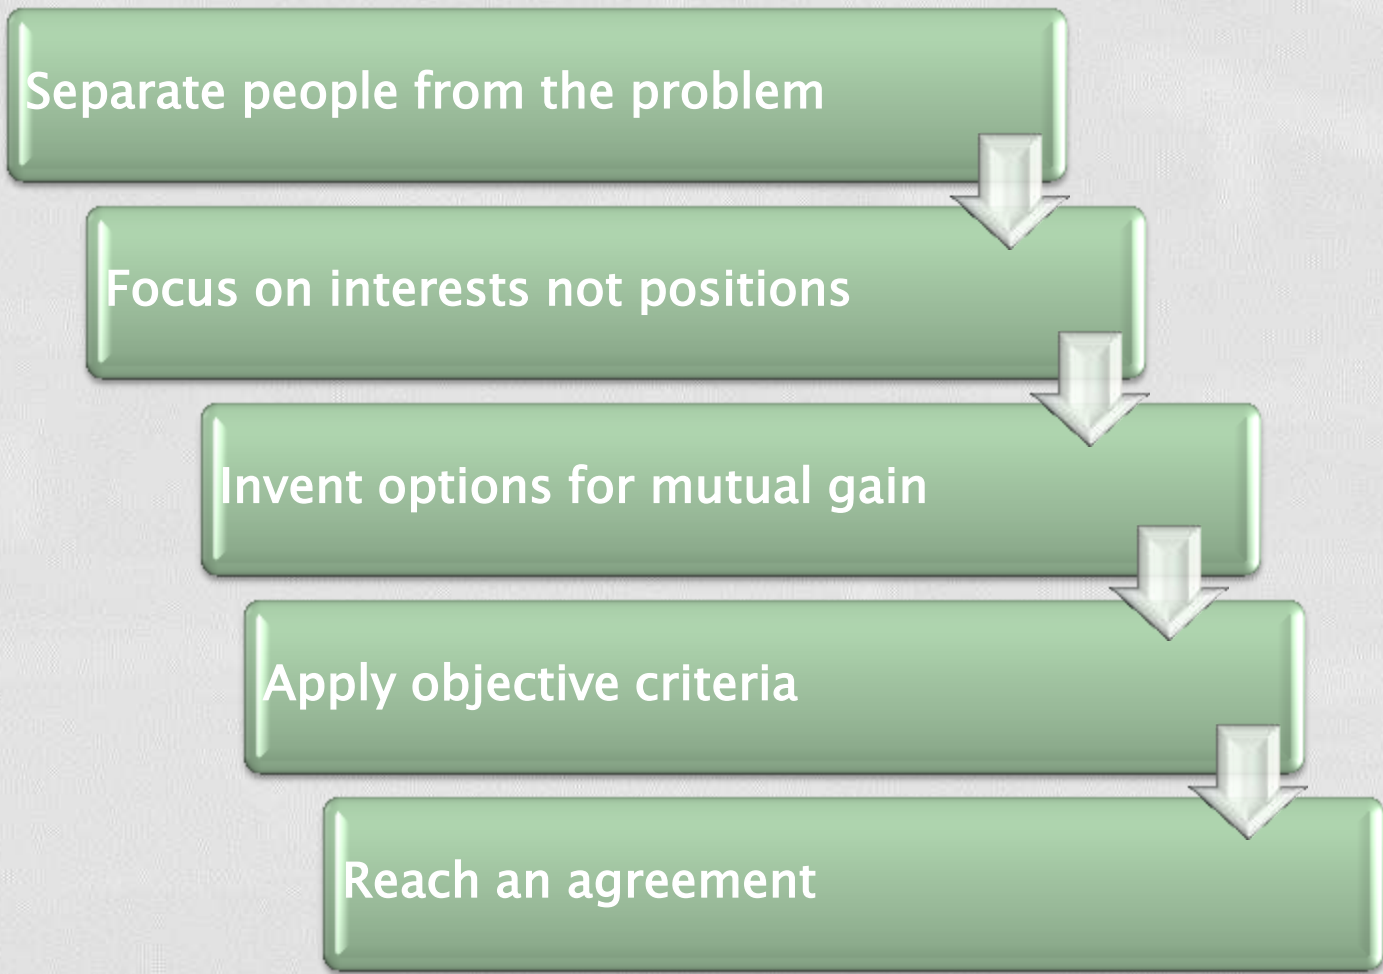 Separate people from the problem
Focus on interests not positions
Invent options for mutual gain
Apply objective criteria
Reach an agreement